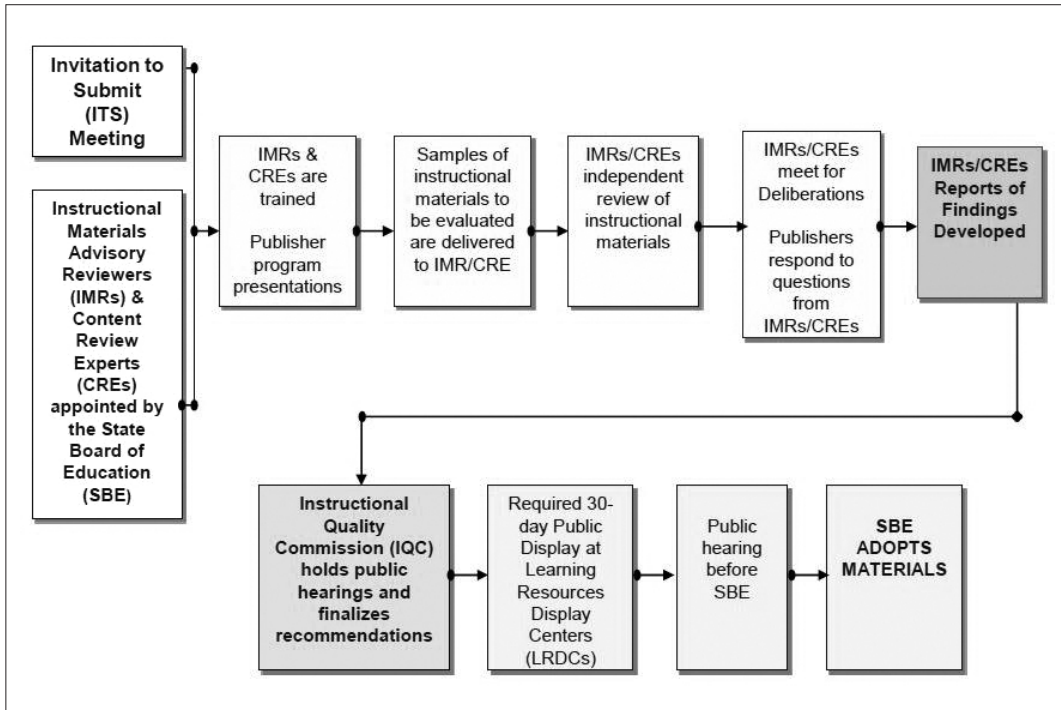 Invitation to
Submit
(ITS)
Meeting
Instructional
Materials
Advisory
Reviewers
(IMRs) &
Content
Review
Experts
(CREs)
appointed by
the State
Board of
Education
(SBE)
IMRs &
CREs are
trained
Publisher
program
presentations
Samples of
instructional
materials to
be evaluated
are delivered
to IMR/CRE
IMRs/CREs
independent
review of
instructional
materials
IMRs/CREs
meet for
Deliberations
Publishers
respond to
questions
from
IMRs/CREs
IMRs/CREs
Reports of
Findings
Developed
Instructional
Quality
Commission (IQC)
holds public
hearings and
finalizes
recommendations
Required 30-
day Public
Display at
Learning
Resources
Display
Centers
(LRDCs)
Public
hearing
before
SBE
SBE
ADOPTS
MATERIALS